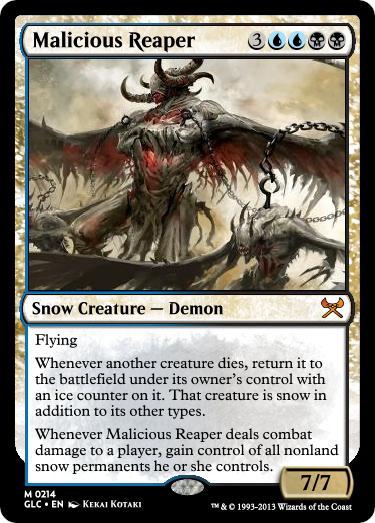 Malicious Reaper 3
Snow Creature — Demon
Flying
Whenever another creature dies, return it to
the battlefield under its owner's control with
an ice counter on it. That creature is snow in
addition to its other types.
Whenever Malicious Reaper deals combat
damage to a player, gain control of all nonland
snow permanents he or she controls.
7/7
M 0214
GLC • EN Kekai Kotaki
™ & © 1993-2013 Wizards of the Coast